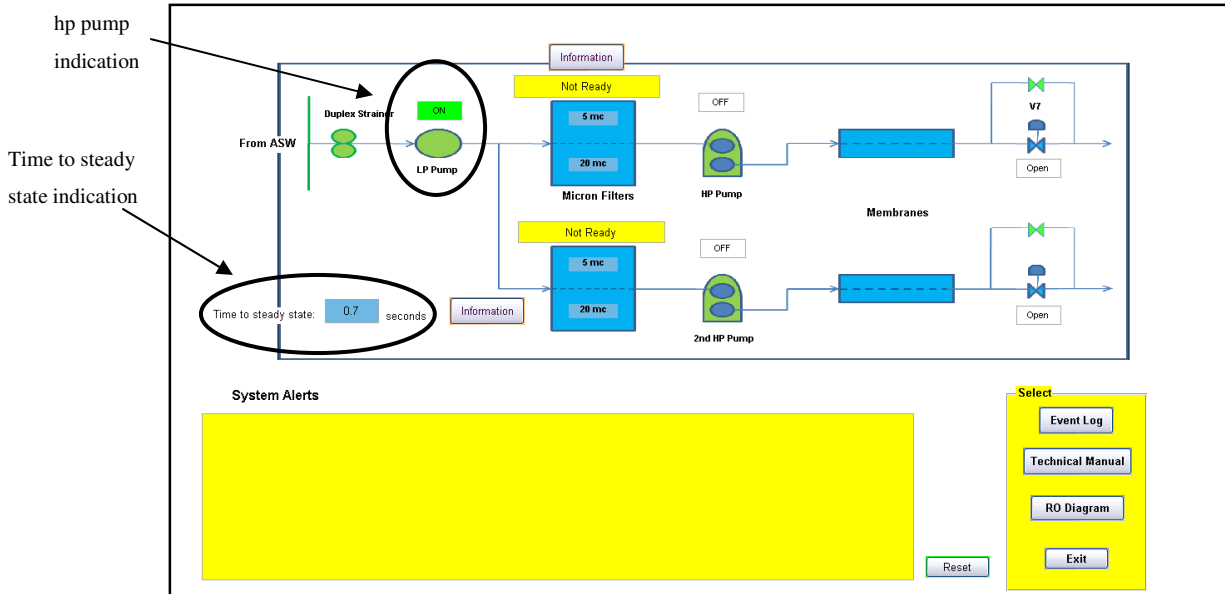 hp pump
indication
Information
Not Ready
ON
OFF
Duplex Strainer
5 mc
V7
From ASW
20 mc
LP Pump
Open
Micron Filters
HP Pump
Time to steady
state indication
Membranes
Not Ready
OFF
5 mc
Time to steady state: 0.7 seconds
Information
20 mc
Open
2nd HP Pump
System Alerts
Select
Event Log
Technical Manual
RO Diagram
Exit
Reset